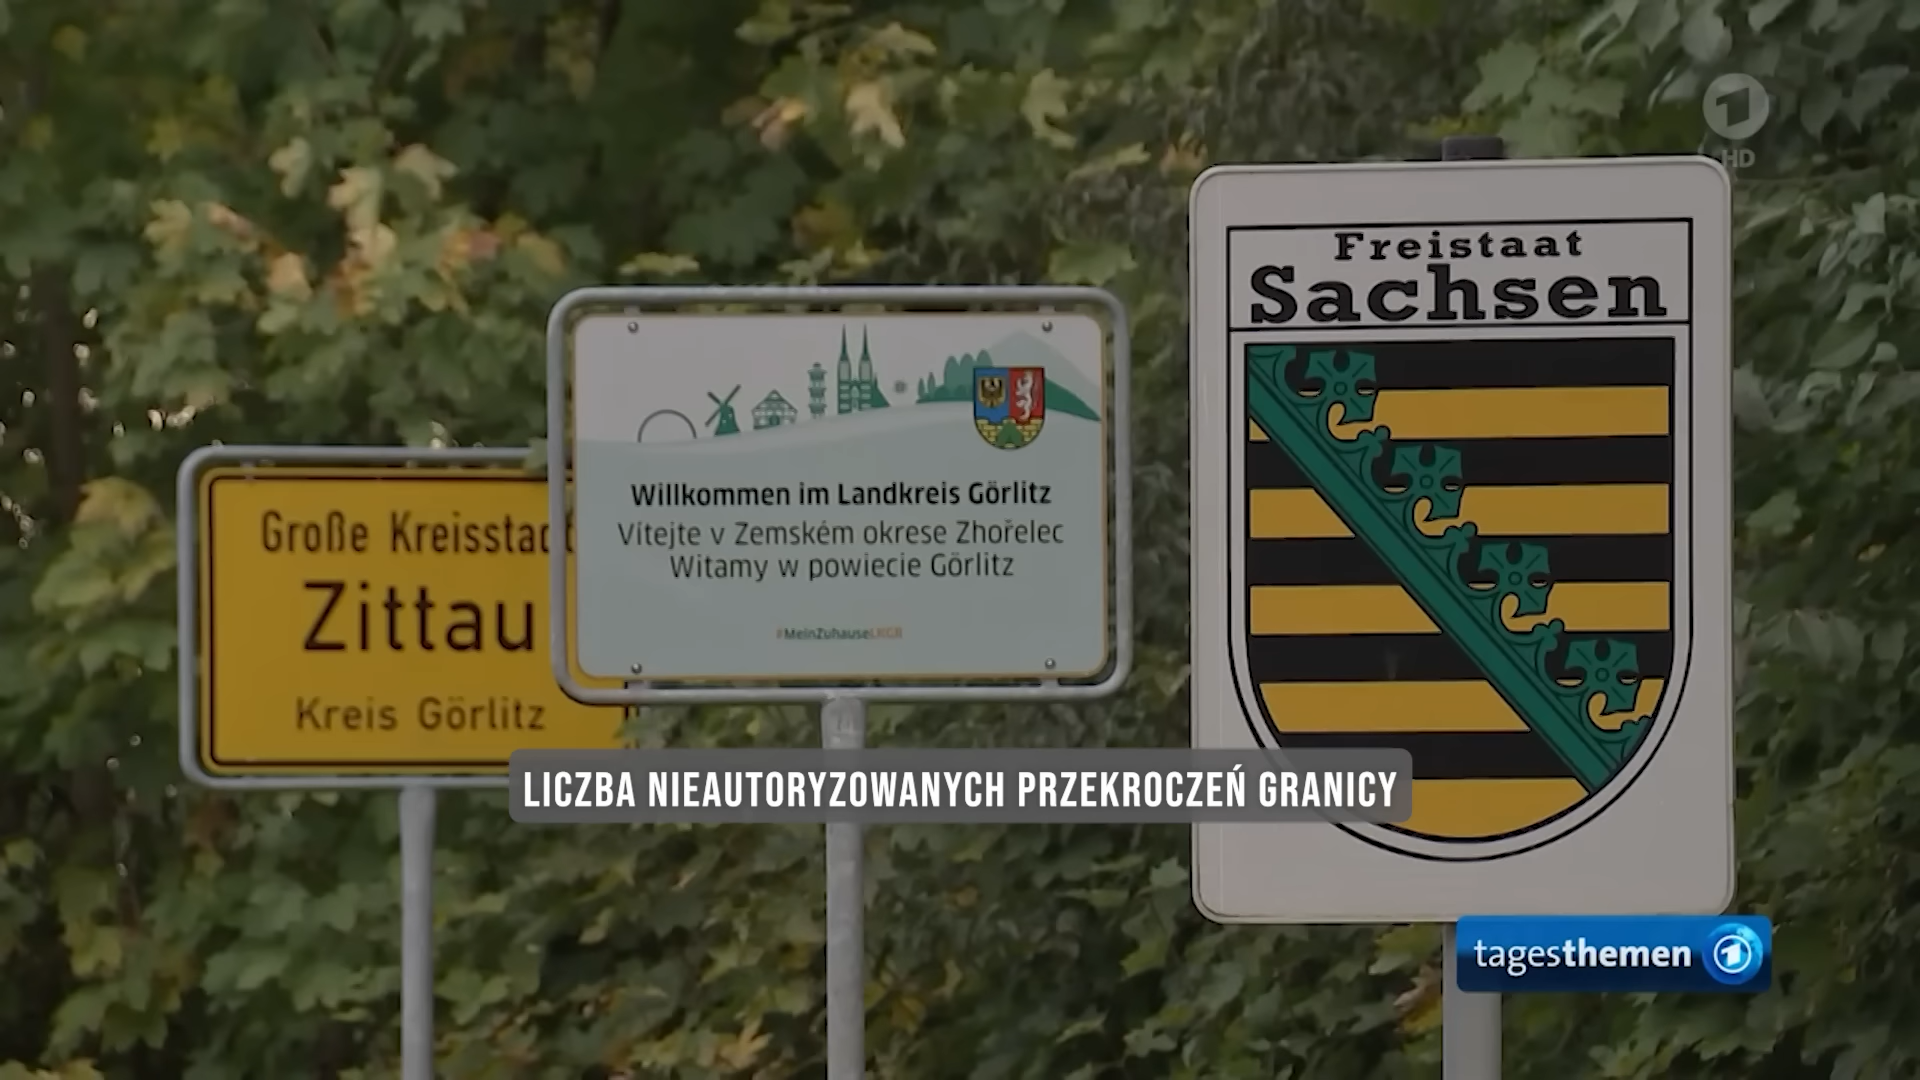 HD
Freistaat
Sachsen
Willkommen im Landkreis Görlitz
Vítejte v Zemském okrese Zhořelec
Witamy w powiecie Görlitz
#MeinZuhauseLKGR
Große Kreisstadt
Zittau
Kreis Görlitz
LICZBA NIEAUTORYZOWANYCH PRZEKROCZEŃ GRANICY
tagesthemen